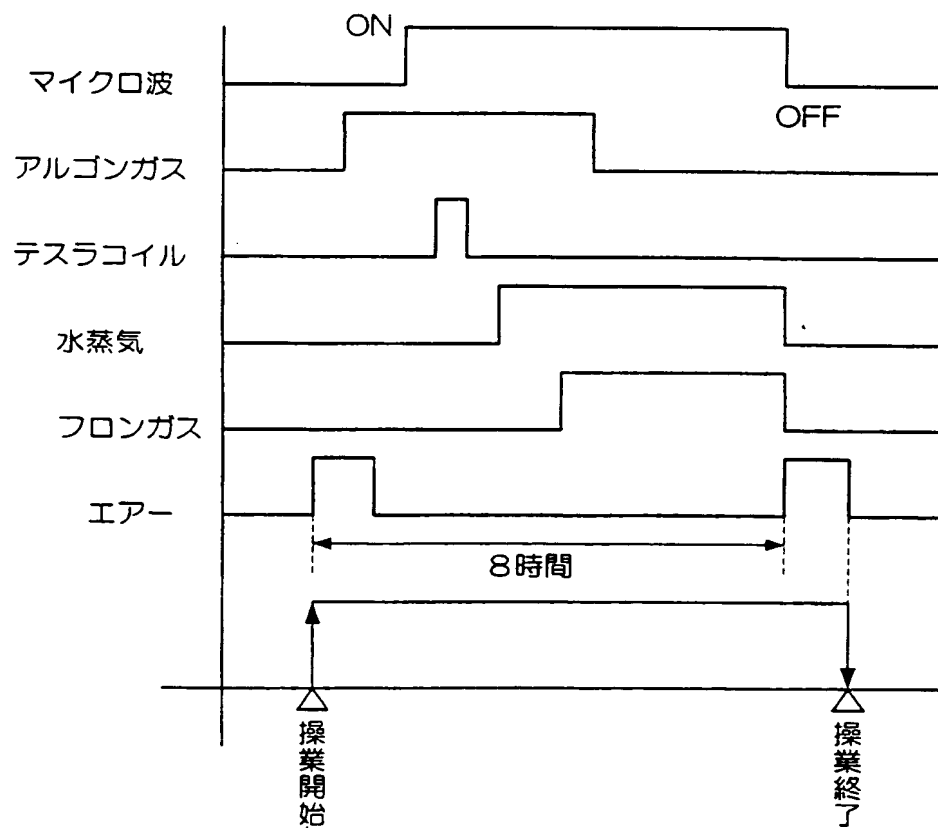 ON
マイクロ波
OFF
アルゴンガス
テスラコイル
水蒸気
フロンガス
エアー
8時間
操業開始
操業終了